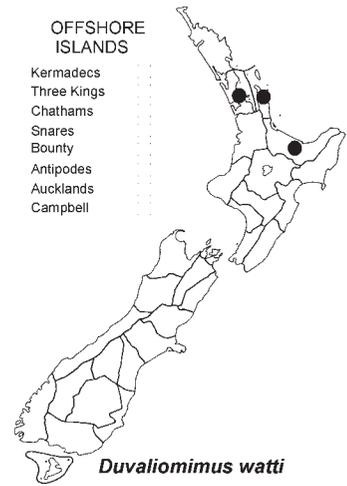 OFFSHORE
ISLANDS
Kermadecs
Three Kings
Chathams
Snares
Bounty
Antipodes
Aucklands
Campbell
Duvaliomimus watti